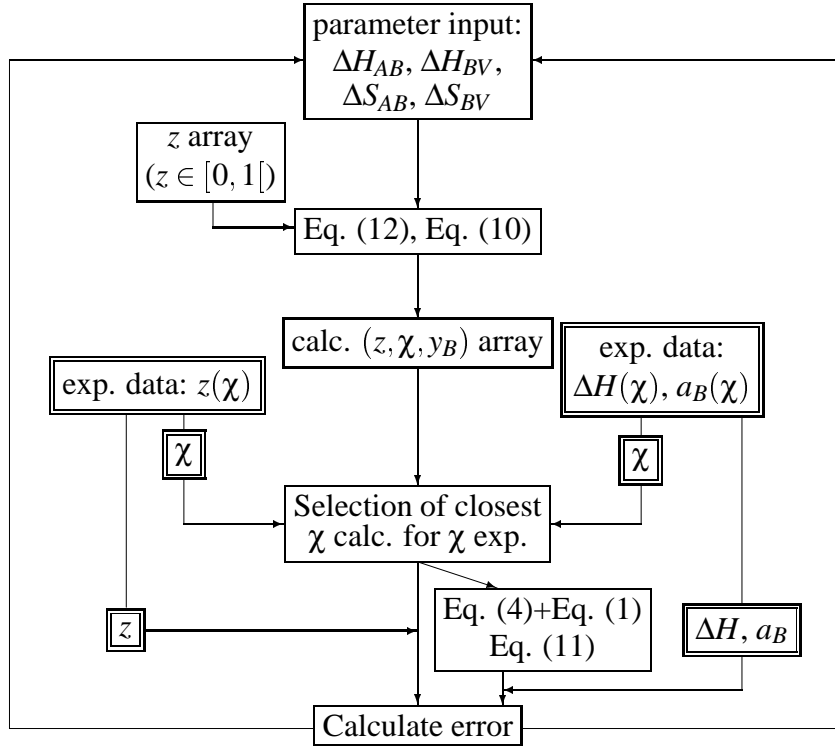 parameter input:
ΔH_AB, ΔH_BV,
ΔS_AB, ΔS_BV
z array
(z ∈ [0, 1[)
Eq. (12), Eq. (10)
calc. (z, χ, y_B) array
exp. data:
ΔH(χ), a_B(χ)
exp. data: z(χ)
χ
χ
Selection of closest
χ calc. for χ exp.
Eq. (4)+Eq. (1)
Eq. (11)
z
ΔH, a_B
Calculate error